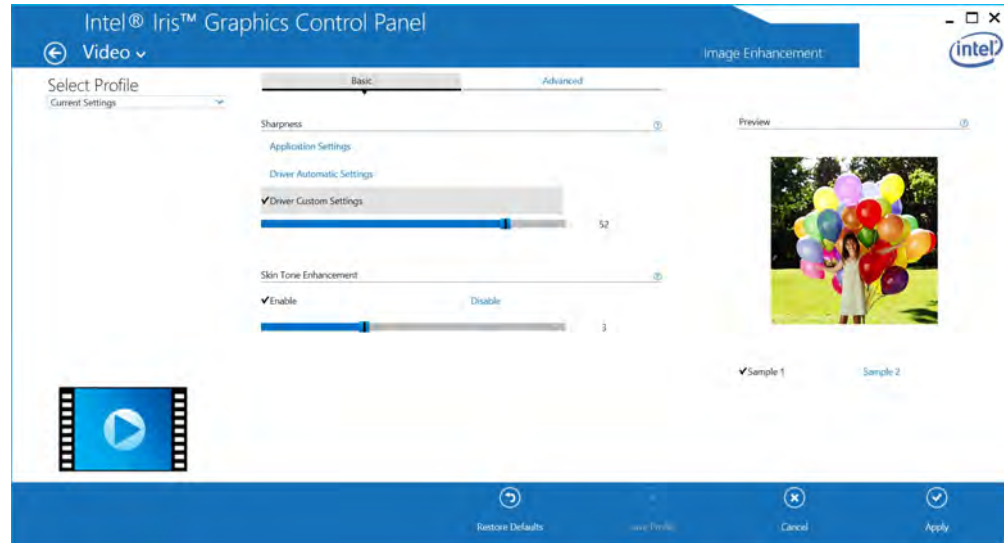 Intel® Iris™ Graphics Control Panel
Video
Image Enhancement
intel
Select Profile
Current Settings
Basic
Advanced
Sharpness
Application Settings
Driver Automatic Settings
✔Driver Custom Settings
52
Skin Tone Enhancement
✔Enable
Disable
3
Preview
✔Sample 1
Sample 2
Restore Defaults
Save Profile
Cancel
Apply